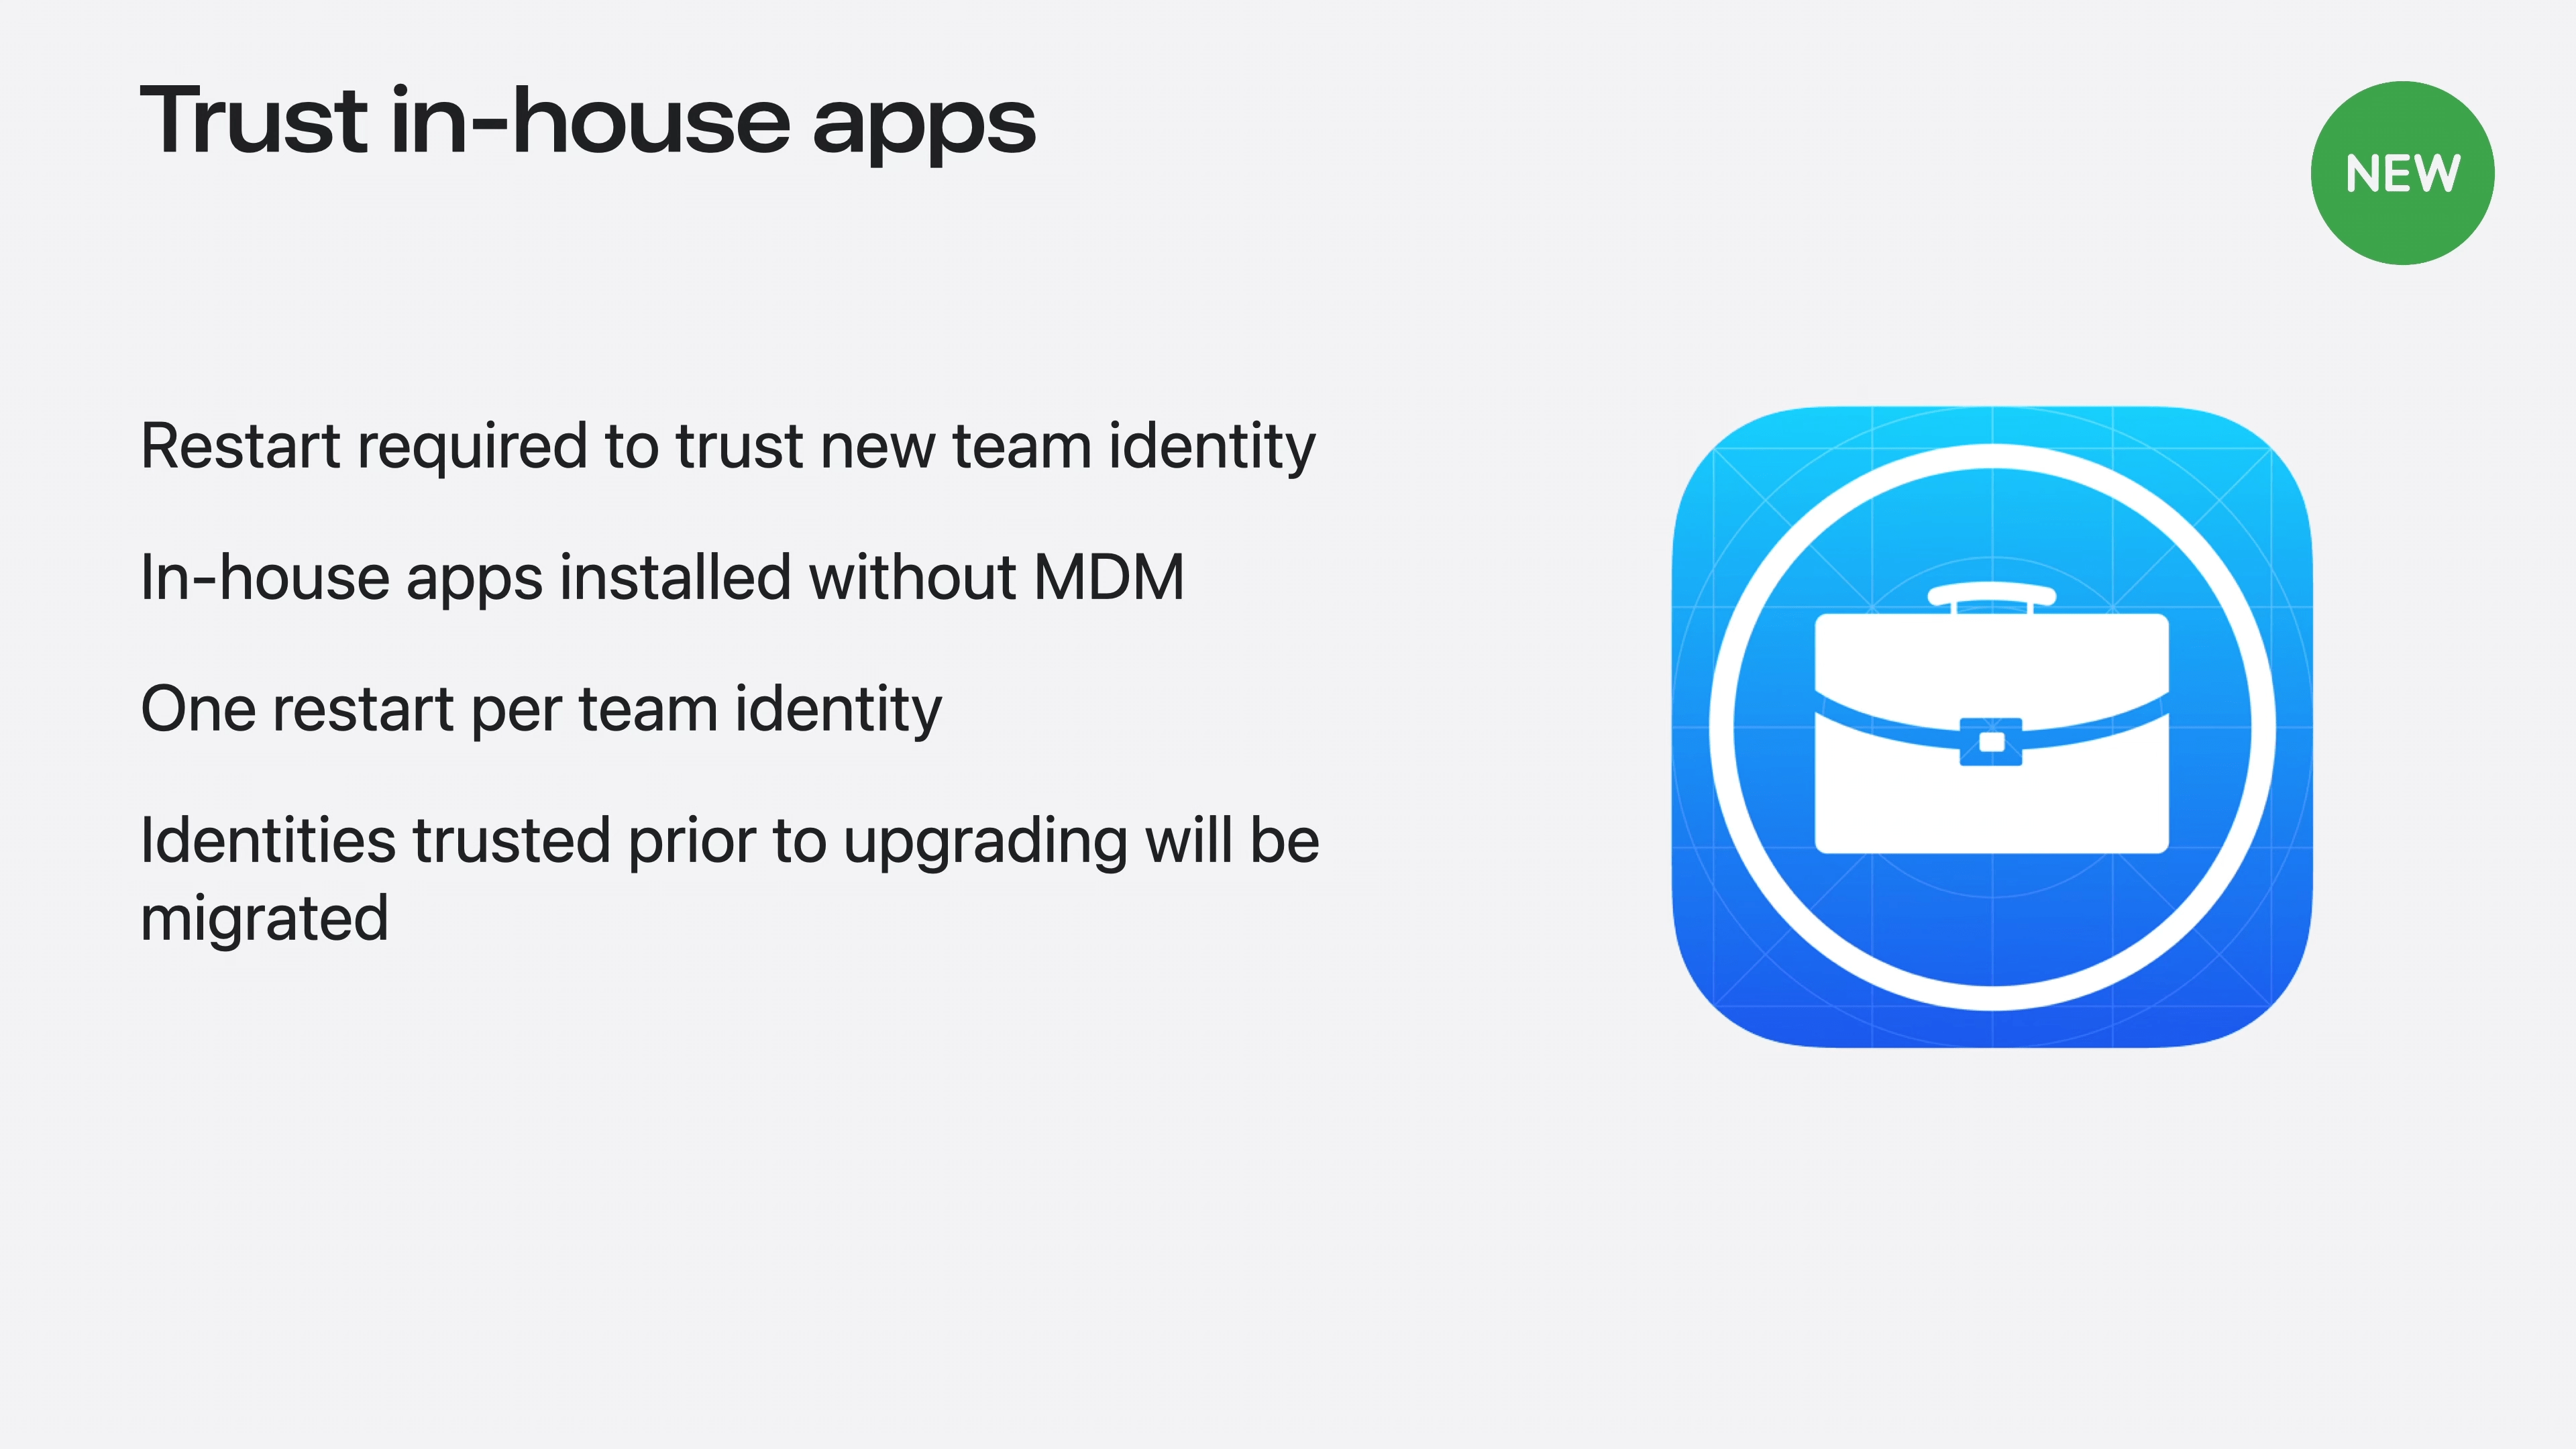 Trust in-house apps
NEW
Restart required to trust new team identity
In-house apps installed without MDM
One restart per team identity
Identities trusted prior to upgrading will be
migrated